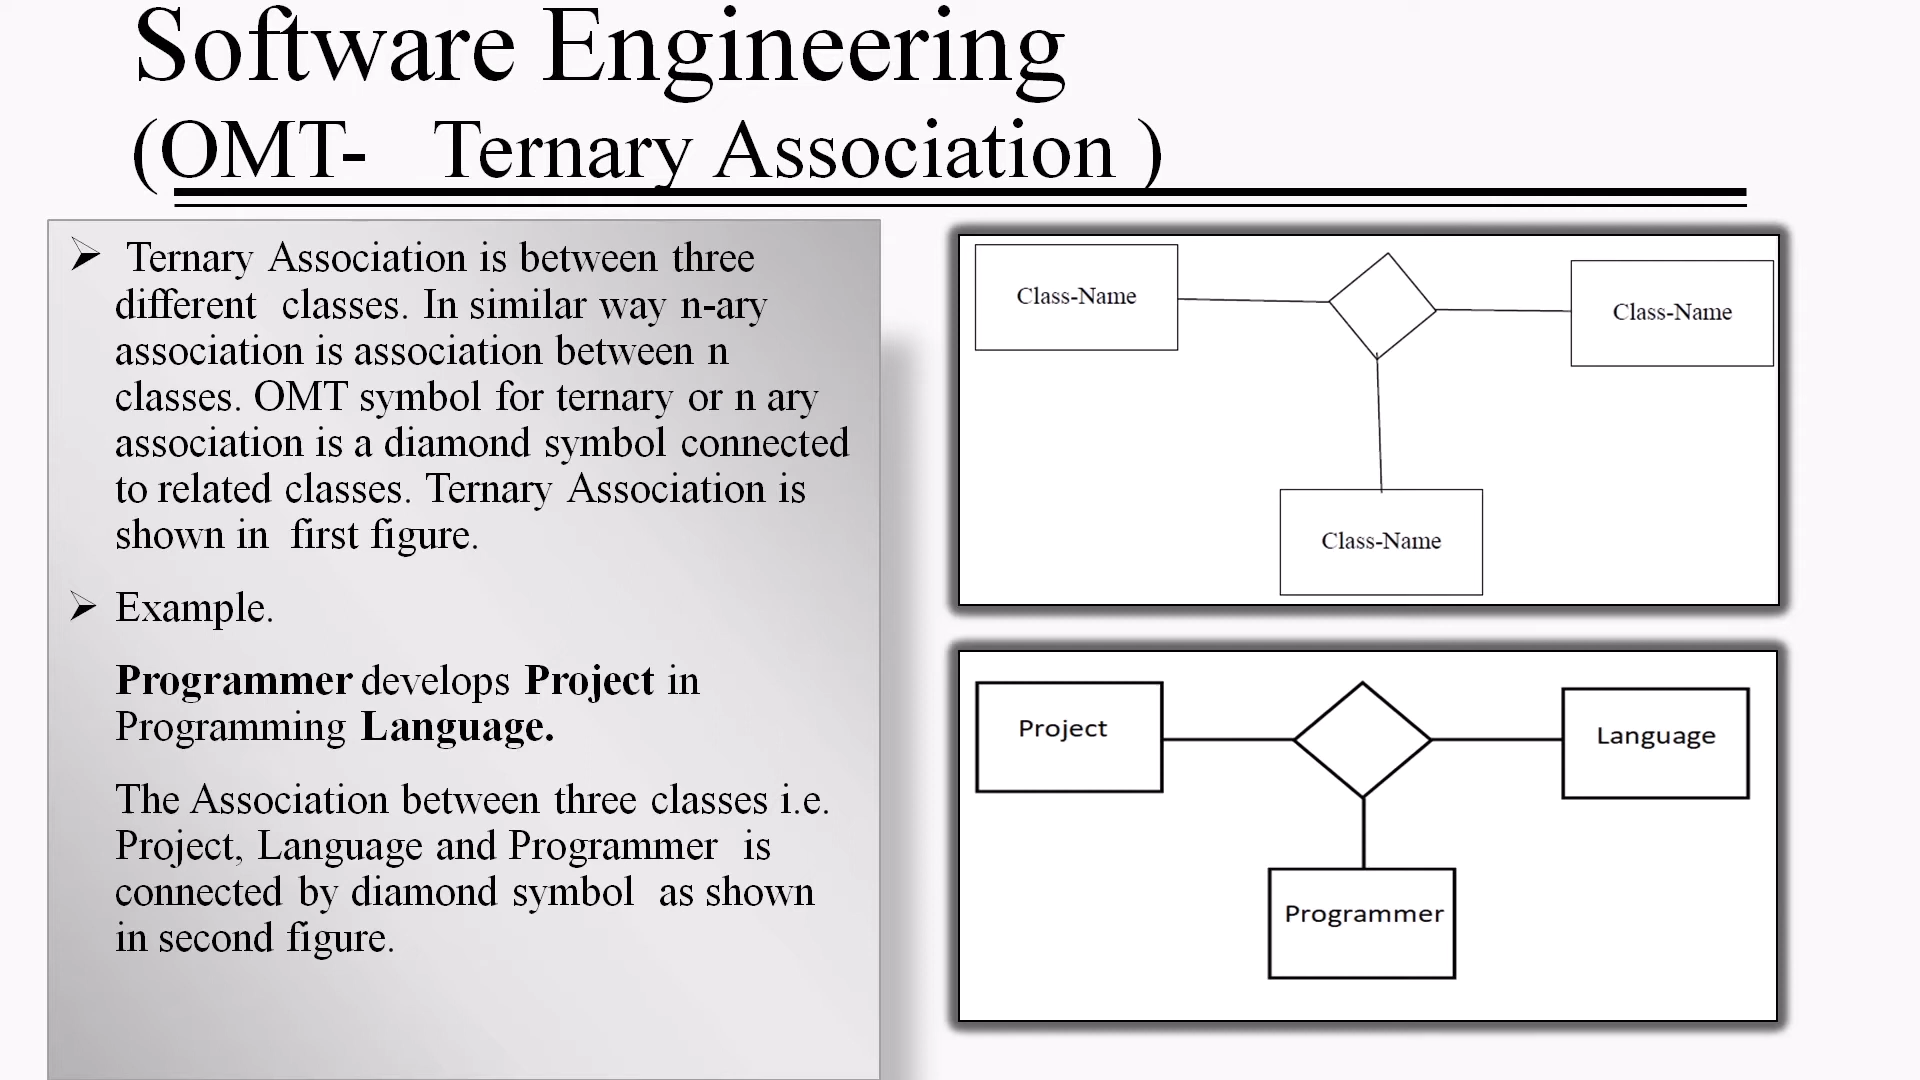 Software Engineering
(OMT- Ternary Association )
Ternary Association is between three
different classes. In similar way n-ary
association is association between n
classes. OMT symbol for ternary or n ary
association is a diamond symbol connected
to related classes. Ternary Association is
shown in first figure.
Example.
Programmer develops Project in
Programming Language.
The Association between three classes i.e.
Project, Language and Programmer is
connected by diamond symbol as shown
in second figure.
Class-Name
Class-Name
Class-Name
Project
Language
Programmer